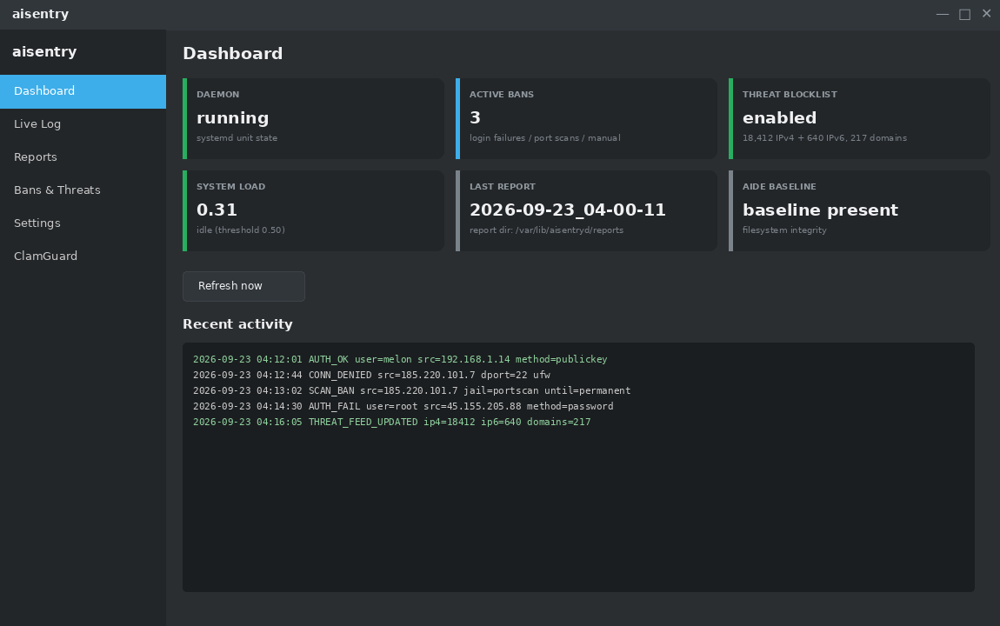 aisentry
aisentry
Dashboard
Live Log
Reports
Bans & Threats
Settings
ClamGuard
Dashboard
DAEMON
running
systemd unit state
ACTIVE BANS
3
login failures / port scans / manual
THREAT BLOCKLIST
enabled
18,412 IPv4 + 640 IPv6, 217 domains
SYSTEM LOAD
0.31
idle (threshold 0.50)
LAST REPORT
2026-09-23_04-00-11
report dir: /var/lib/aisentryd/reports
AIDE BASELINE
baseline present
filesystem integrity
Refresh now
Recent activity
2026-09-23 04:12:01 AUTH_OK user=melon src=192.168.1.14 method=publickey
2026-09-23 04:12:44 CONN_DENIED src=185.220.101.7 dport=22 ufw
2026-09-23 04:13:02 SCAN_BAN src=185.220.101.7 jail=portscan until=permanent
2026-09-23 04:14:30 AUTH_FAIL user=root src=45.155.205.88 method=password
2026-09-23 04:16:05 THREAT_FEED_UPDATED ip4=18412 ip6=640 domains=217